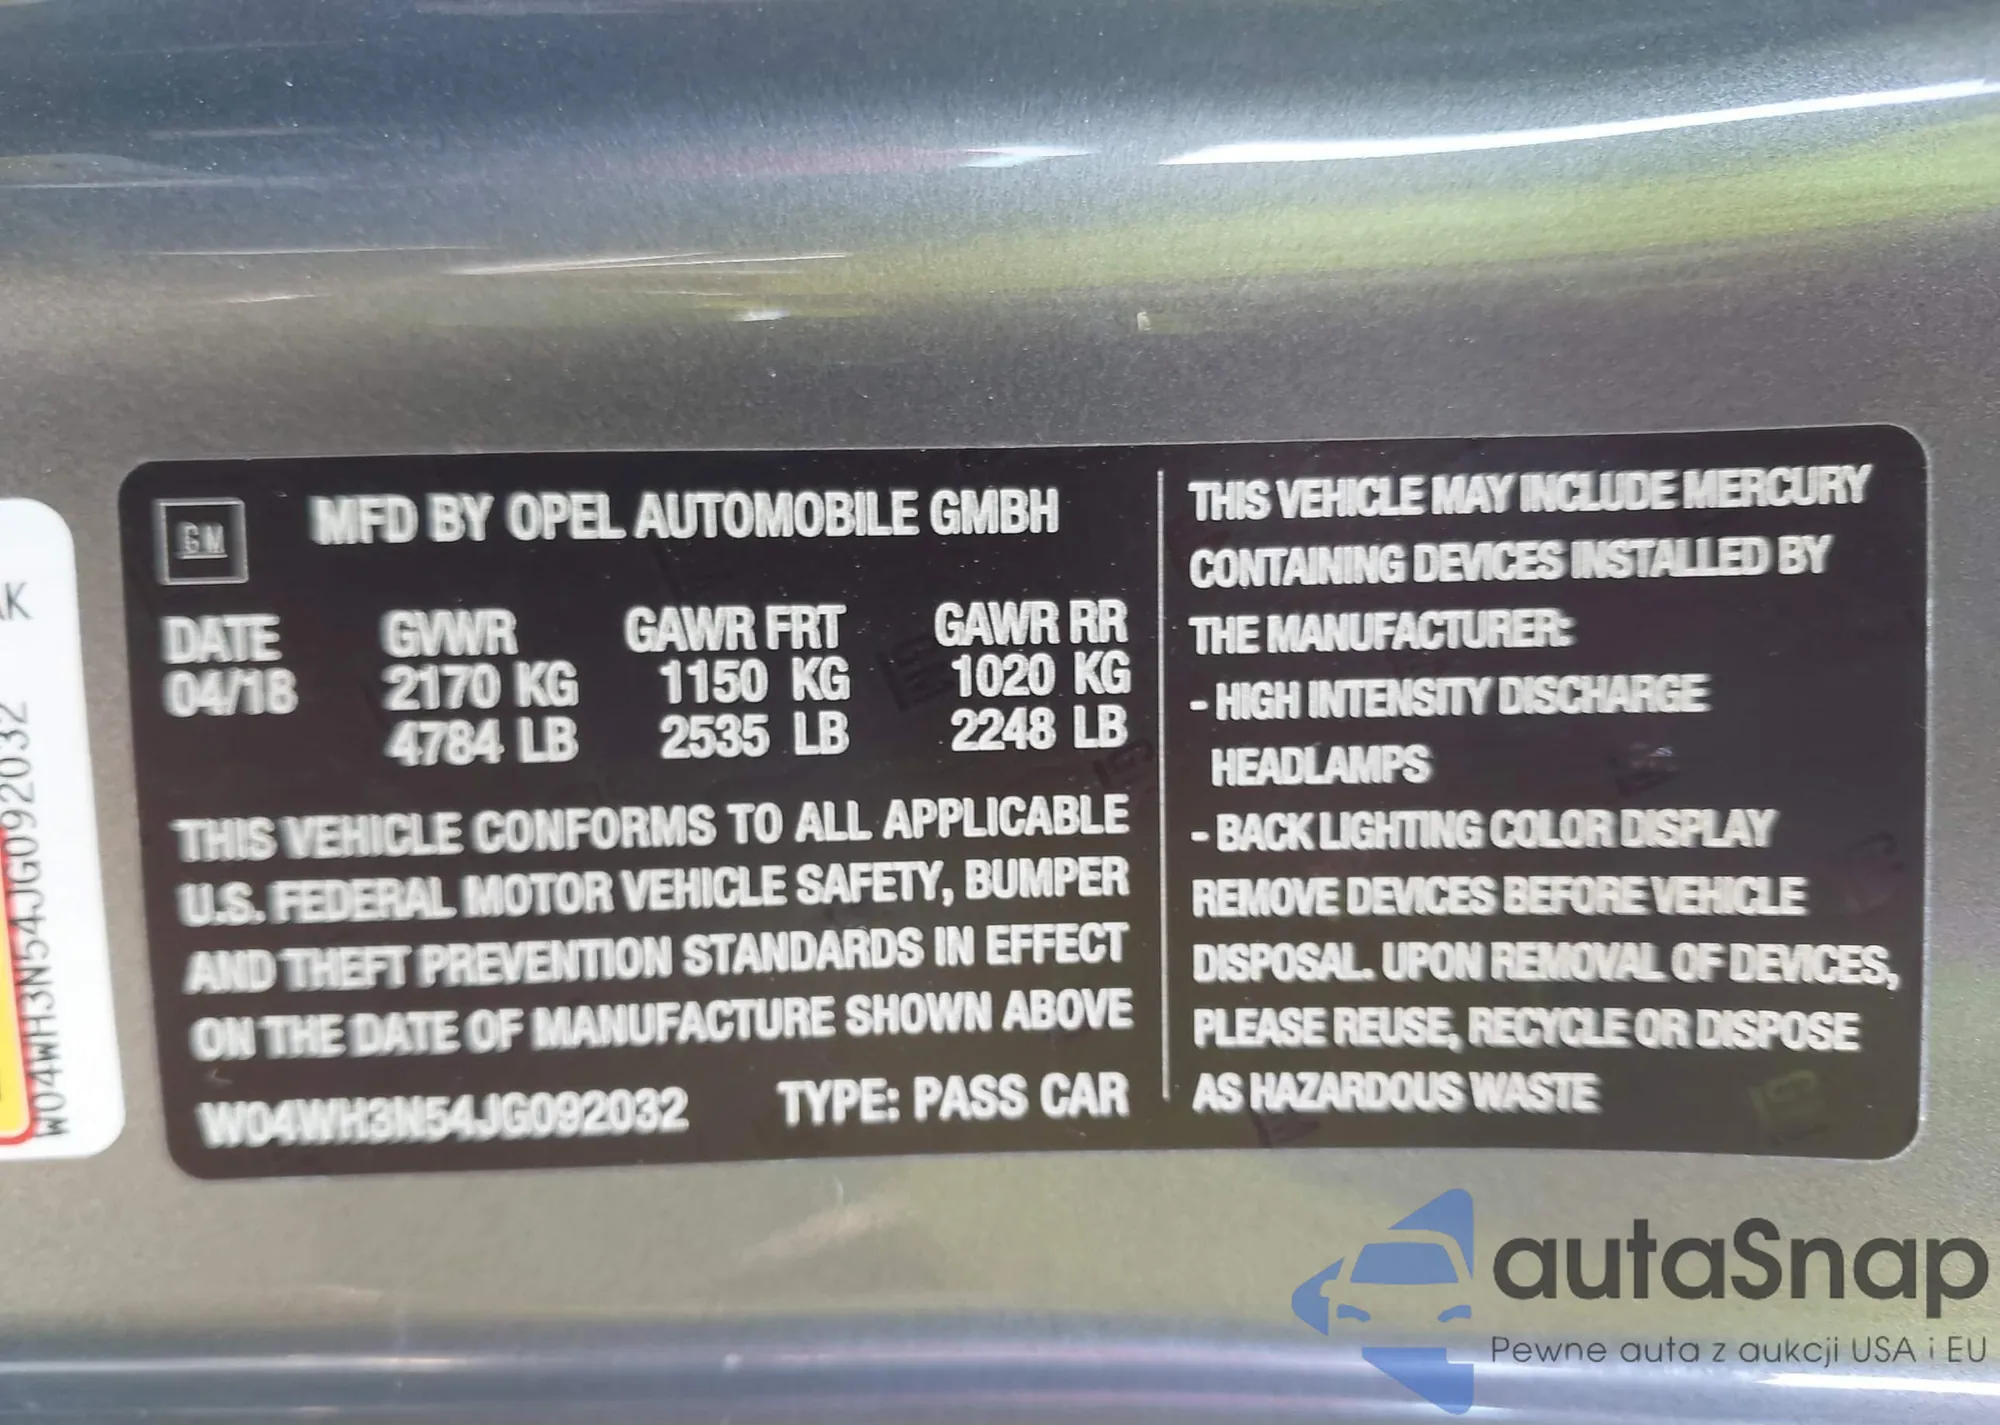 AK
W04WH3N54JG092032
GM
MFD BY OPEL AUTOMOBILE GMBH
DATE GVWR GAWR FRT GAWR RR
04/18 2170 KG 1150 KG 1020 KG
4784 LB 2535 LB 2248 LB
THIS VEHICLE CONFORMS TO ALL APPLICABLE
U.S. FEDERAL MOTOR VEHICLE SAFETY, BUMPER
AND THEFT PREVENTION STANDARDS IN EFFECT
ON THE DATE OF MANUFACTURE SHOWN ABOVE
W04WH3N54JG092032 TYPE: PASS CAR
THIS VEHICLE MAY INCLUDE MERCURY
CONTAINING DEVICES INSTALLED BY
THE MANUFACTURER:
- HIGH INTENSITY DISCHARGE
HEADLAMPS
- BACK LIGHTING COLOR DISPLAY
REMOVE DEVICES BEFORE VEHICLE
DISPOSAL. UPON REMOVAL OF DEVICES,
PLEASE REUSE, RECYCLE OR DISPOSE
AS HAZARDOUS WASTE
autaSnap
Pewne auta z aukcji USA i EU